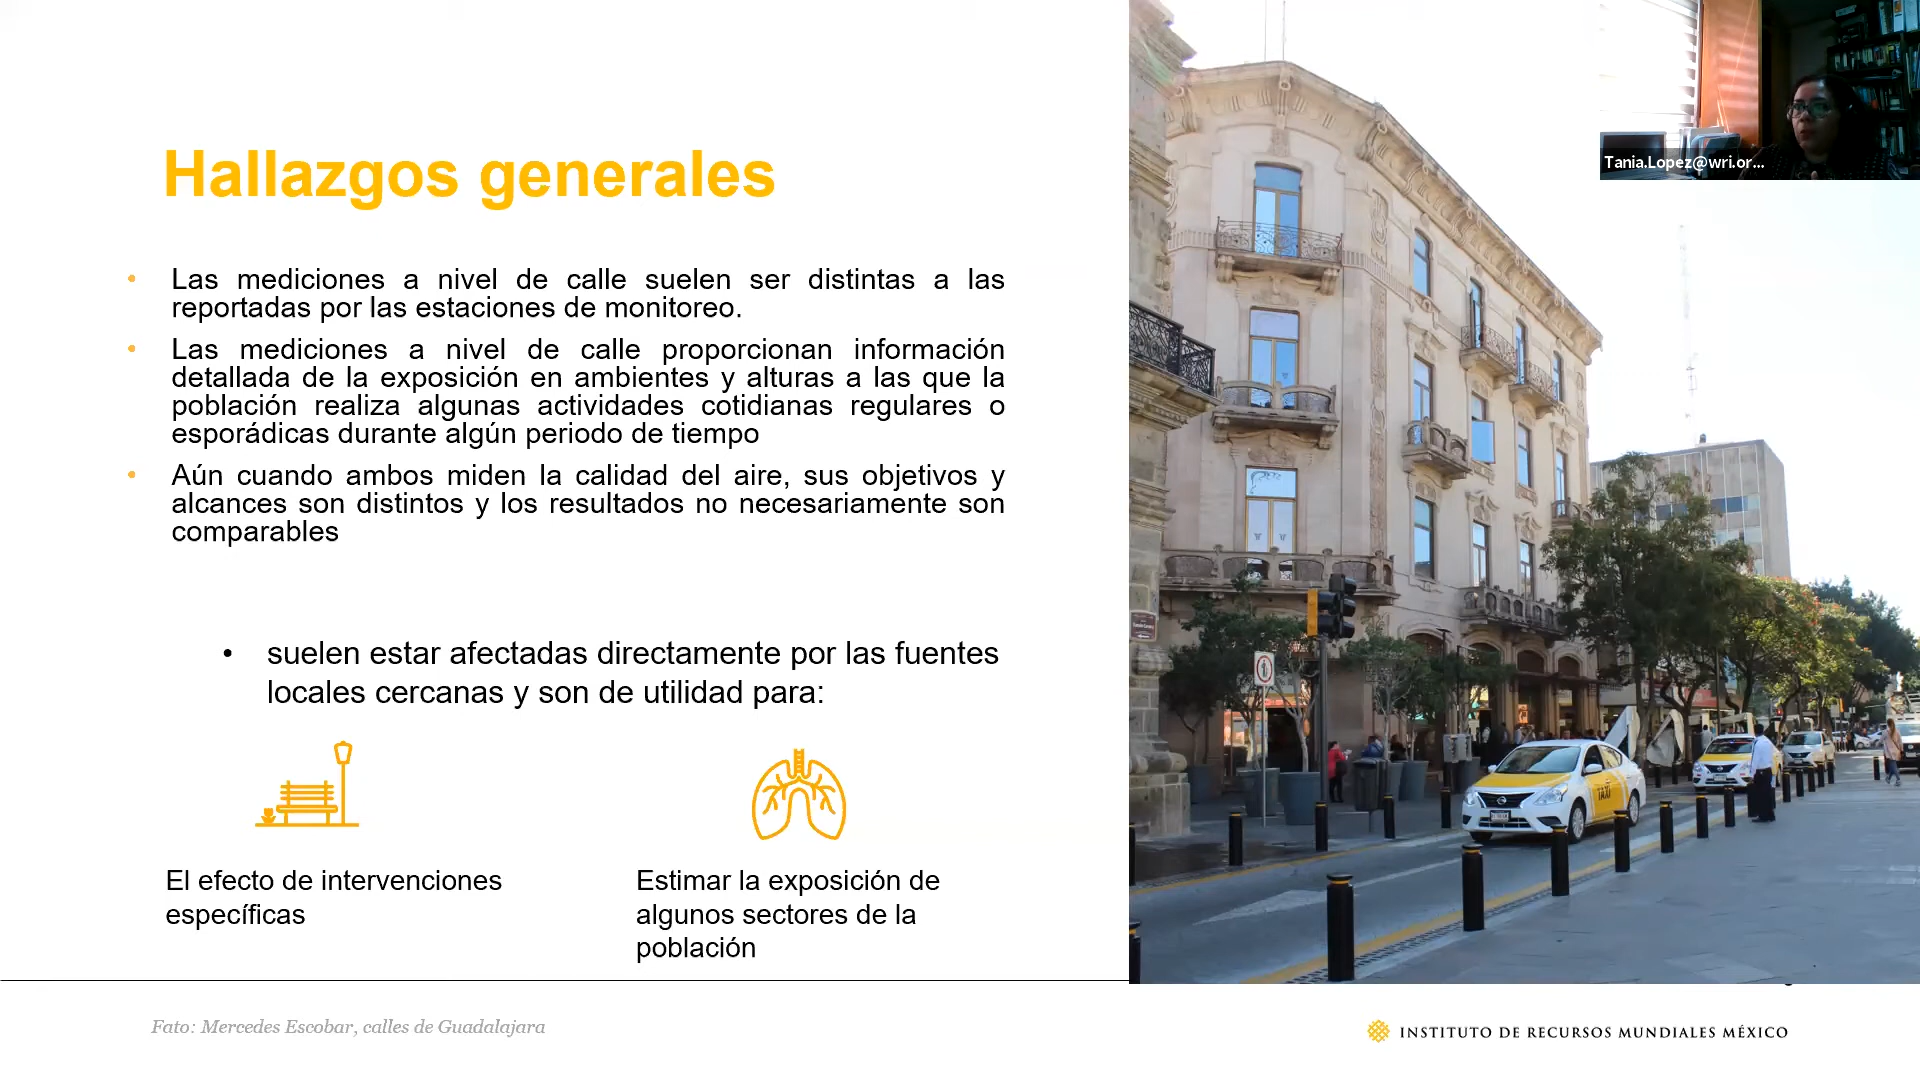 Hallazgos generales
Tania.Lopez@wri.or...
• Las mediciones a nivel de calle suelen ser distintas a las
reportadas por las estaciones de monitoreo.
• Las mediciones a nivel de calle proporcionan información
detallada de la exposición en ambientes y alturas a las que la
población realiza algunas actividades cotidianas regulares o
esporádicas durante algún periodo de tiempo
• Aún cuando ambos miden la calidad del aire, sus objetivos y
alcances son distintos y los resultados no necesariamente son
comparables
• suelen estar afectadas directamente por las fuentes
locales cercanas y son de utilidad para:
El efecto de intervenciones
específicas
Estimar la exposición de
algunos sectores de la
población
TAXI
Fato: Mercedes Escobar, calles de Guadalajara
INSTITUTO DE RECURSOS MUNDIALES MÉXICO